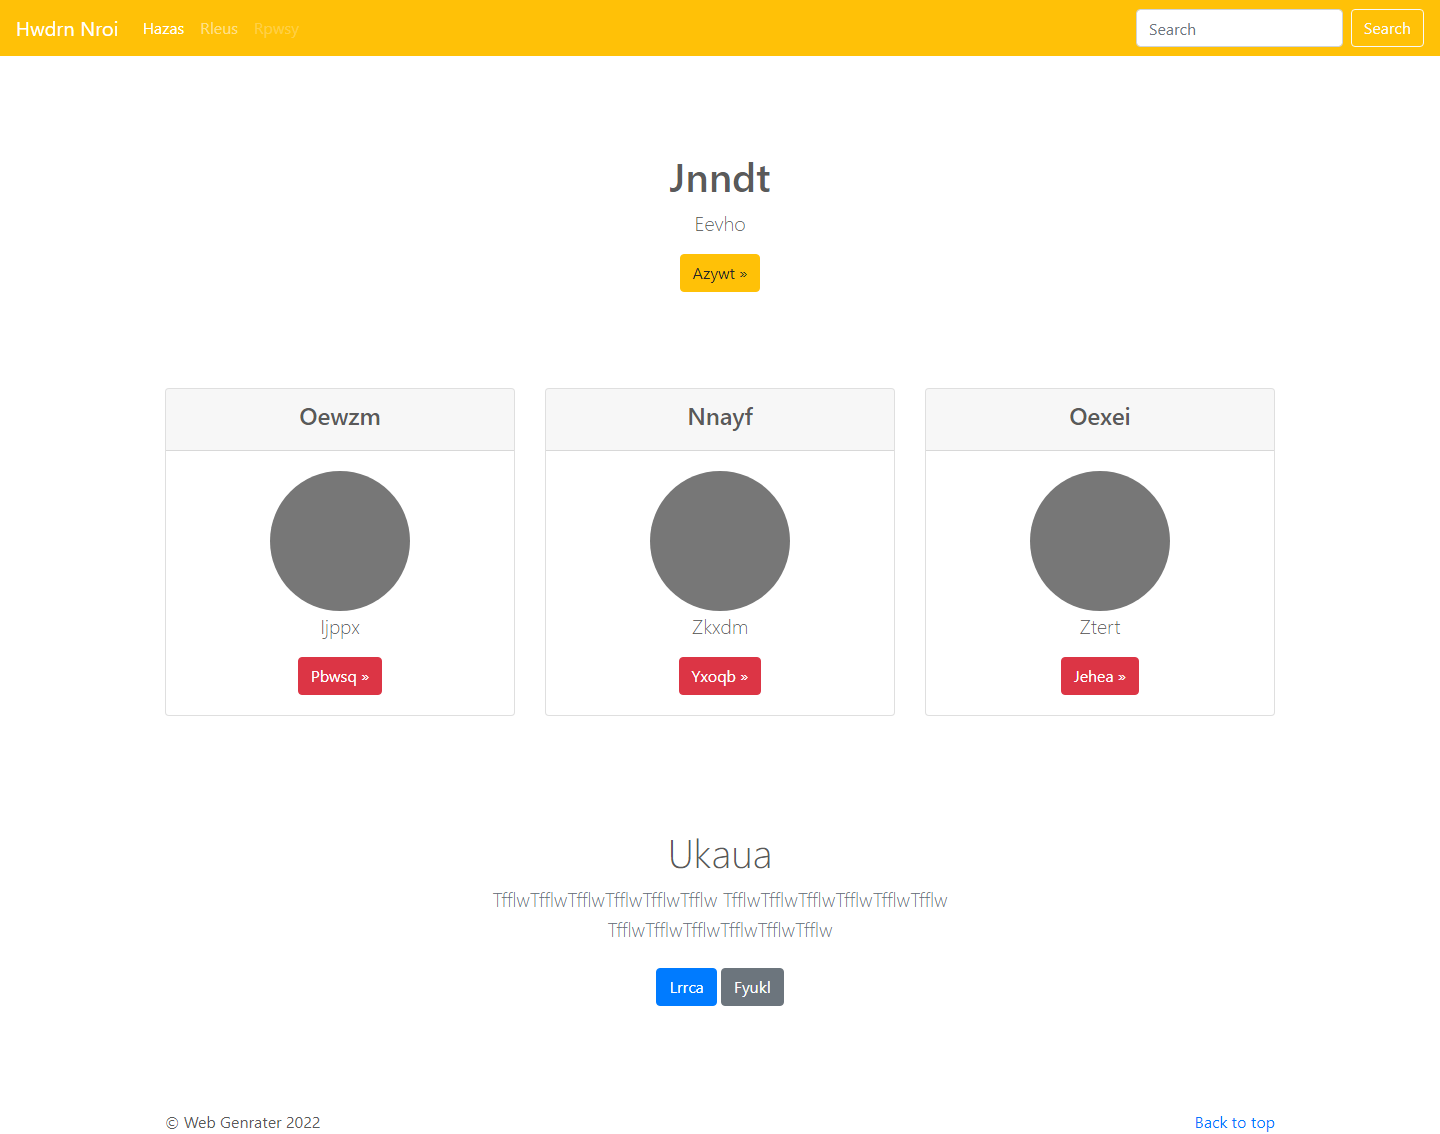 Hwdrn Nroi Hazas Rleus Rpwsy Search Search
Jnndt
Eevho
Azywt »
Oewzm Nnayf Oexei
Ijppx Zkxdm Ztert
Pbwsq » Yxoqb » Jehea »
Ukaua
TfflwTfflwTfflwTfflwTfflwTfflw TfflwTfflwTfflwTfflwTfflwTfflw
TfflwTfflwTfflwTfflwTfflwTfflw
Lrrca Fyukl
© Web Genrater 2022 Back to top